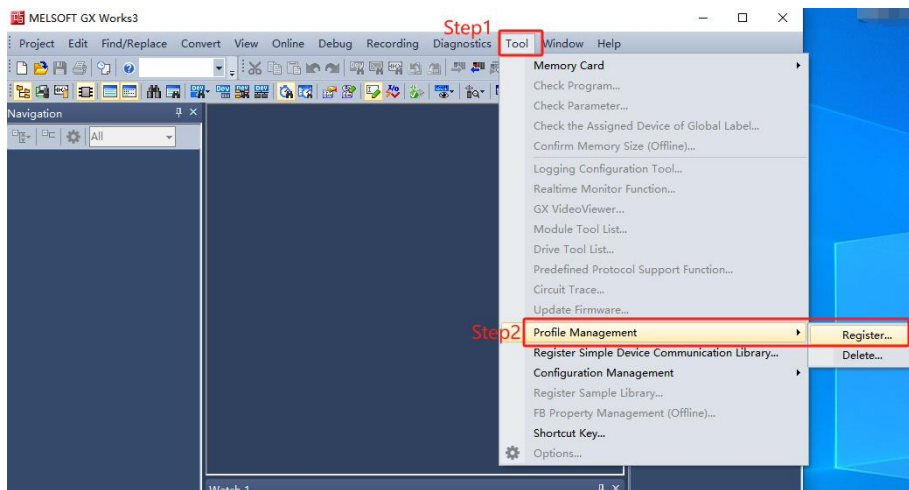 MELSOFT GX Works3
Step1
Project Edit Find/Replace Convert View Online Debug Recording Diagnostics Tool Window Help
Navigation
All
Memory Card
Check Program...
Check Parameter...
Check the Assigned Device of Global Label...
Confirm Memory Size (Offline)...
Logging Configuration Tool...
Realtime Monitor Function...
GX VideoViewer...
Module Tool List...
Drive Tool List...
Predefined Protocol Support Function...
Circuit Trace...
Update Firmware...
Step2 Profile Management
Register...
Register Simple Device Communication Library...
Delete...
Configuration Management
Register Sample Library...
FB Property Management (Offline)...
Shortcut Key...
Options...
Watch 1